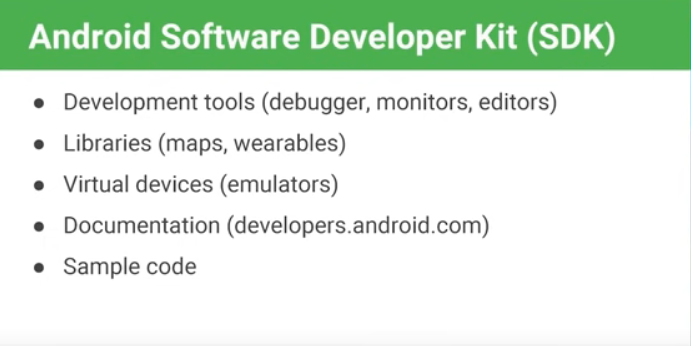 Android Software Developer Kit (SDK)
● Development tools (debugger, monitors, editors)
● Libraries (maps, wearables)
● Virtual devices (emulators)
● Documentation (developers.android.com)
● Sample code